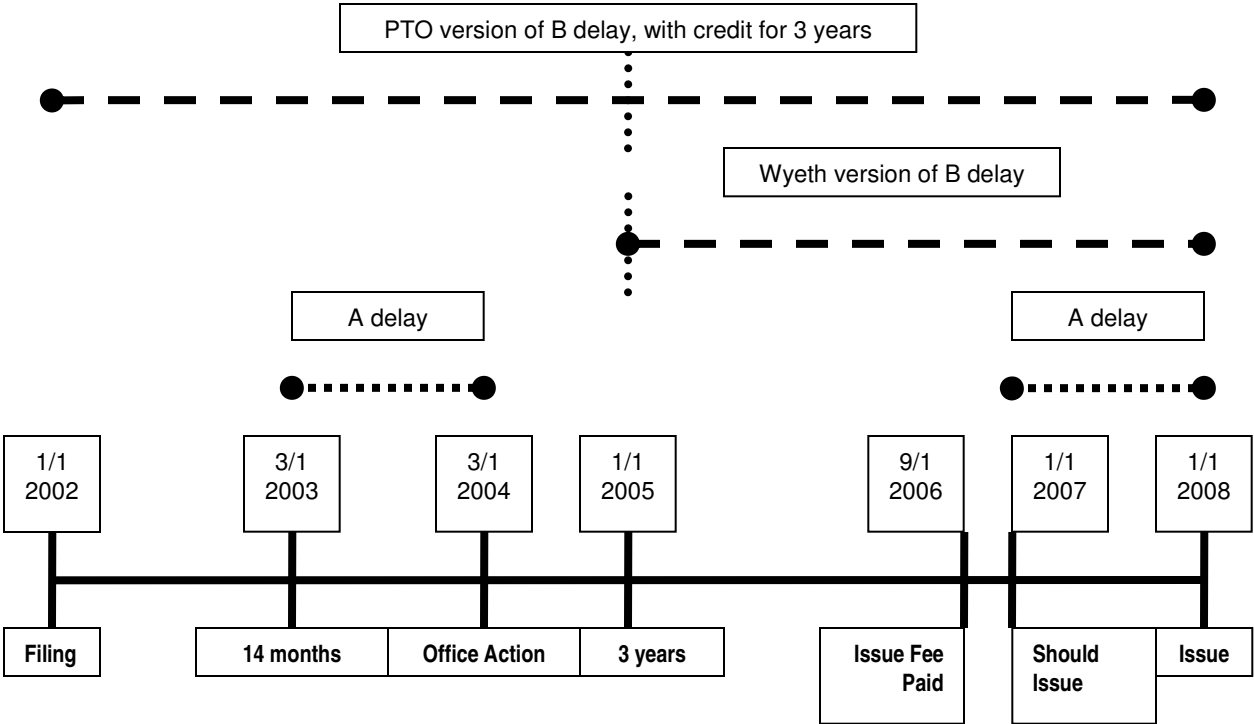 PTO version of B delay, with credit for 3 years
Wyeth version of B delay
A delay
A delay
1/1
2002
3/1
2003
3/1
2004
1/1
2005
9/1
2006
1/1
2007
1/1
2008
Filing
14 months
Office Action
3 years
Issue Fee
Paid
Should
Issue
Issue